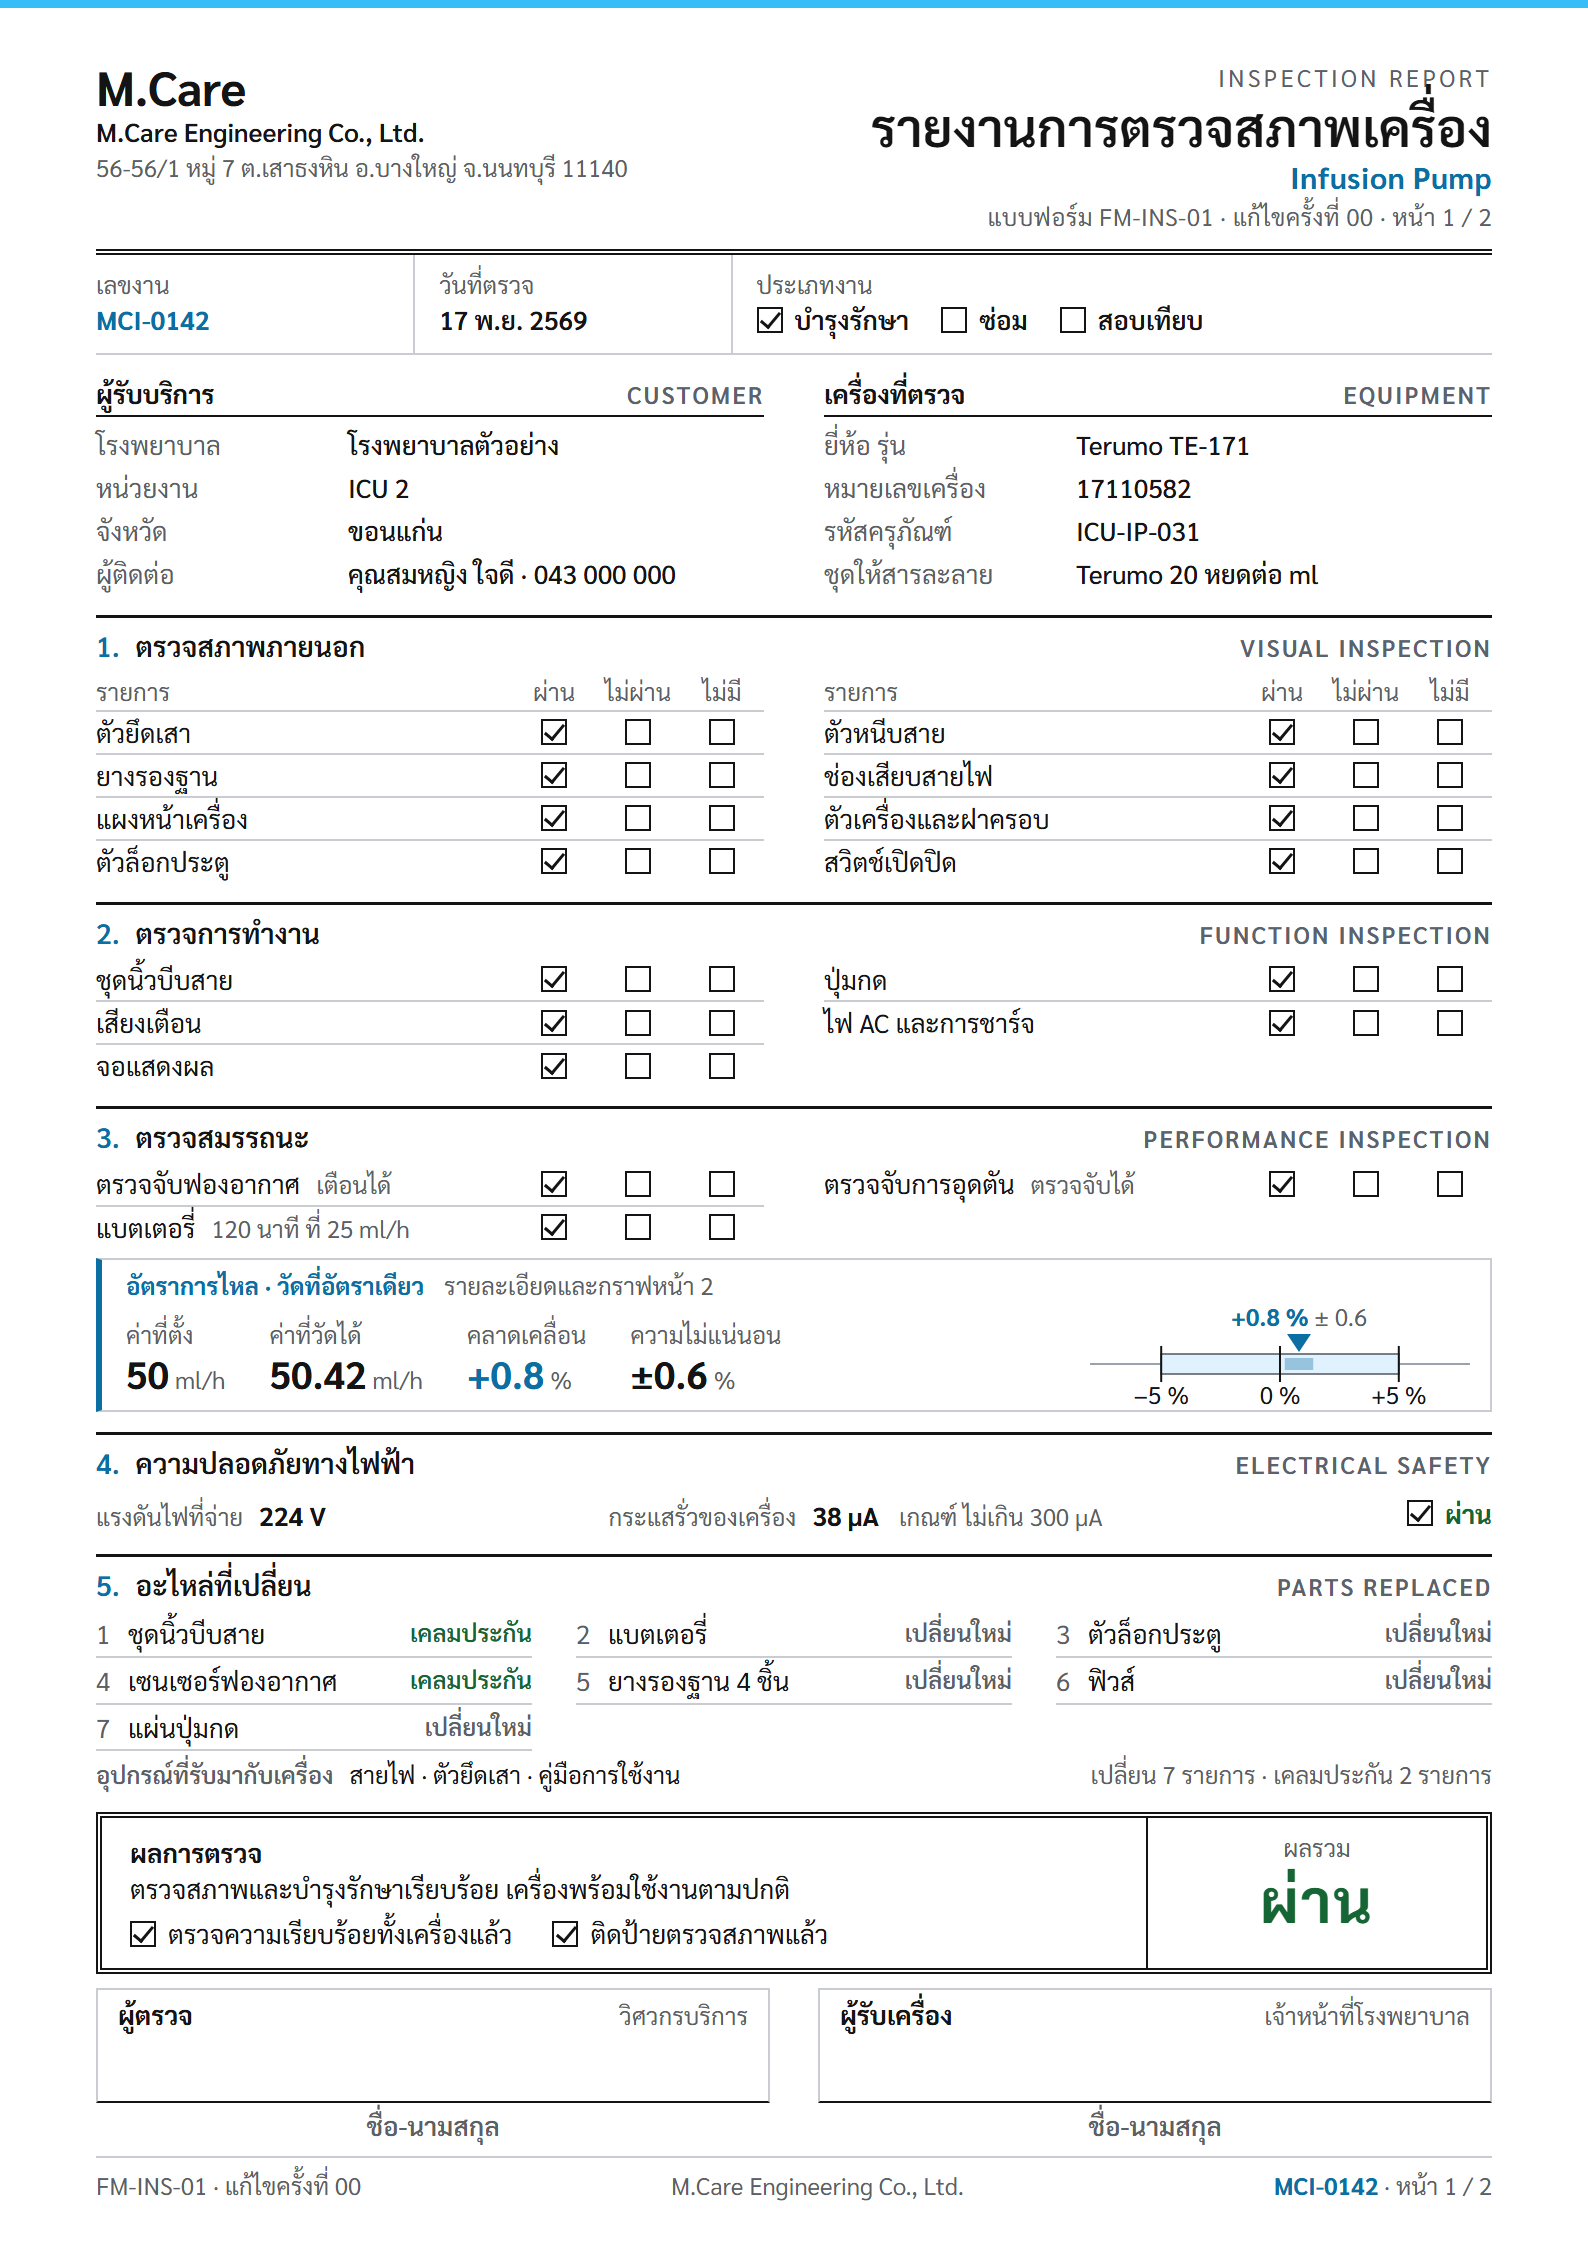 M.Care
M.Care Engineering Co., Ltd.
56-56/1 หมู่ 7 ต.เสาธงหิน อ.บางใหญ่ จ.นนทบุรี 11140
INSPECTION REPORT
รายงานการตรวจสภาพเครื่อง
Infusion Pump
แบบฟอร์ม FM-INS-01 · แก้ไขครั้งที่ 00 · หน้า 1 / 2
เลขงาน
MCI-0142
วันที่ตรวจ
17 พ.ย. 2569
ประเภทงาน
บำรุงรักษา ซ่อม สอบเทียบ
ผู้รับบริการ CUSTOMER
โรงพยาบาล โรงพยาบาลตัวอย่าง
หน่วยงาน ICU 2
จังหวัด ขอนแก่น
ผู้ติดต่อ คุณสมหญิง ใจดี · 043 000 000
เครื่องที่ตรวจ EQUIPMENT
ยี่ห้อ รุ่น Terumo TE-171
หมายเลขเครื่อง 17110582
รหัสครุภัณฑ์ ICU-IP-031
ชุดให้สารละลาย Terumo 20 หยดต่อ ml
1. ตรวจสภาพภายนอก VISUAL INSPECTION
รายการ ผ่าน ไม่ผ่าน ไม่มี
ตัวยึดเสา
ยางรองฐาน
แผงหน้าเครื่อง
ตัวล็อกประตู
รายการ ผ่าน ไม่ผ่าน ไม่มี
ตัวหนีบสาย
ช่องเสียบสายไฟ
ตัวเครื่องและฝาครอบ
สวิตช์เปิดปิด
2. ตรวจการทำงาน FUNCTION INSPECTION
ชุดนิ้วบีบสาย
เสียงเตือน
จอแสดงผล
ปุ่มกด
ไฟ AC และการชาร์จ
3. ตรวจสมรรถนะ PERFORMANCE INSPECTION
ตรวจจับฟองอากาศ เตือนได้
แบตเตอรี่ 120 นาที ที่ 25 ml/h
ตรวจจับการอุดตัน ตรวจจับได้
อัตราการไหล · วัดที่อัตราเดียว รายละเอียดและกราฟหน้า 2
ค่าที่ตั้ง ค่าที่วัดได้ คลาดเคลื่อน ความไม่แน่นอน
50 ml/h 50.42 ml/h +0.8 % ±0.6 %
+0.8 % ± 0.6
−5 % 0 % +5 %
4. ความปลอดภัยทางไฟฟ้า ELECTRICAL SAFETY
แรงดันไฟที่จ่าย 224 V กระแสรั่วของเครื่อง 38 µA เกณฑ์ ไม่เกิน 300 µA ผ่าน
5. อะไหล่ที่เปลี่ยน PARTS REPLACED
1 ชุดนิ้วบีบสาย เคลมประกัน 2 แบตเตอรี่ เปลี่ยนใหม่ 3 ตัวล็อกประตู เปลี่ยนใหม่
4 เซนเซอร์ฟองอากาศ เคลมประกัน 5 ยางรองฐาน 4 ชิ้น เปลี่ยนใหม่ 6 ฟิวส์ เปลี่ยนใหม่
7 แผ่นปุ่มกด เปลี่ยนใหม่
อุปกรณ์ที่รับมากับเครื่อง สายไฟ · ตัวยึดเสา · คู่มือการใช้งาน เปลี่ยน 7 รายการ · เคลมประกัน 2 รายการ
ผลการตรวจ
ตรวจสภาพและบำรุงรักษาเรียบร้อย เครื่องพร้อมใช้งานตามปกติ
ตรวจความเรียบร้อยทั้งเครื่องแล้ว ติดป้ายตรวจสภาพแล้ว
ผลรวม
ผ่าน
ผู้ตรวจ วิศวกรบริการ
ชื่อ-นามสกุล
ผู้รับเครื่อง เจ้าหน้าที่โรงพยาบาล
ชื่อ-นามสกุล
FM-INS-01 · แก้ไขครั้งที่ 00 M.Care Engineering Co., Ltd. MCI-0142 · หน้า 1 / 2